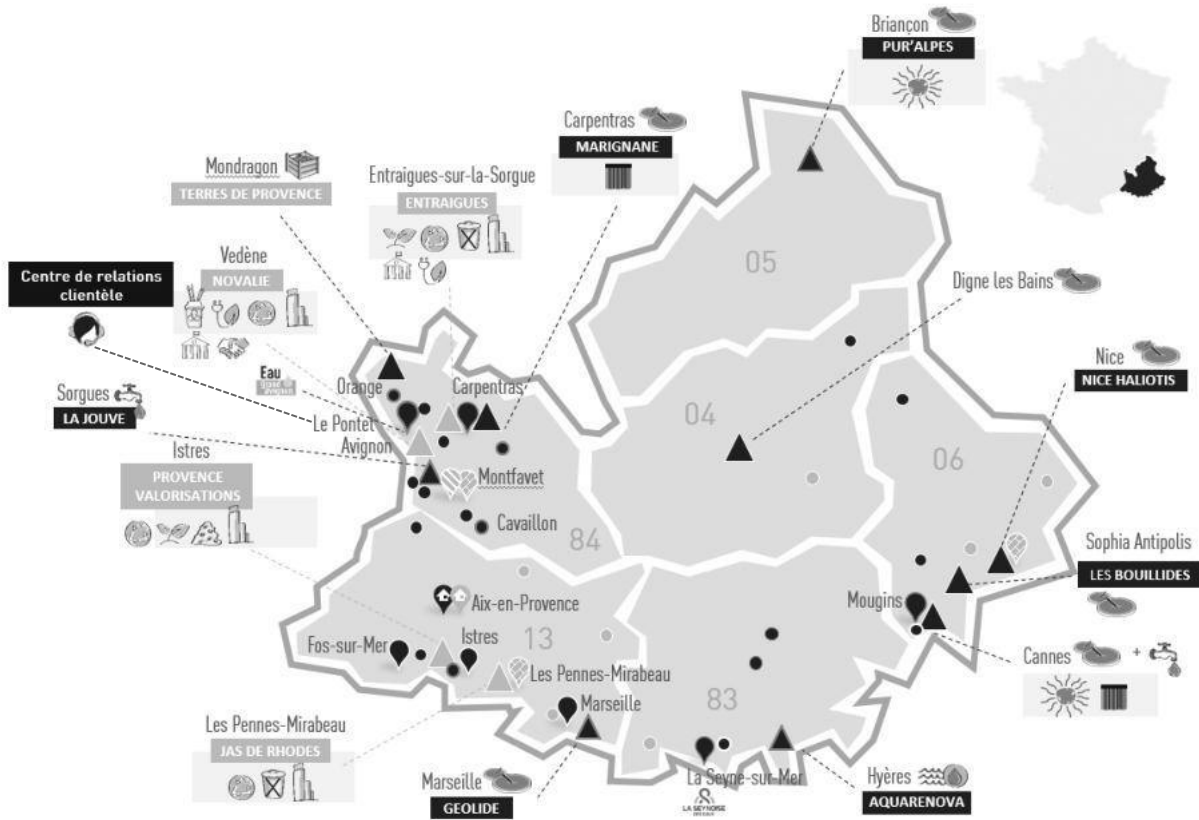 Briançon
PUR'ALPES
Carpentras
MARIGNANE
Mondragon
TERRES DE PROVENCE
Entraigues-sur-la-Sorgue
ENTRAIGUES
Vedène
NOVALIE
Centre de relations
clientèle
05
Digne les Bains
Nice
NICE HALIOTIS
Eau
Orange
Carpentras
Sorgues
LA JOUVE
Le Pontet
Avignon
04
06
Istres
PROVENCE
VALORISATIONS
Montfavet
Cavaillon
84
Sophia Antipolis
LES BOUILLIDES
Mougins
Aix-en-Provence
13
Istres
Fos-sur-Mer
Les Pennes-Mirabeau
Cannes
+
83
Marseille
Les Pennes-Mirabeau
JAS DE RHODES
Marseille
GEOLIDE
La Seyne-sur-Mer
LA SEYNOISE
Hyères
AQUARENOVA